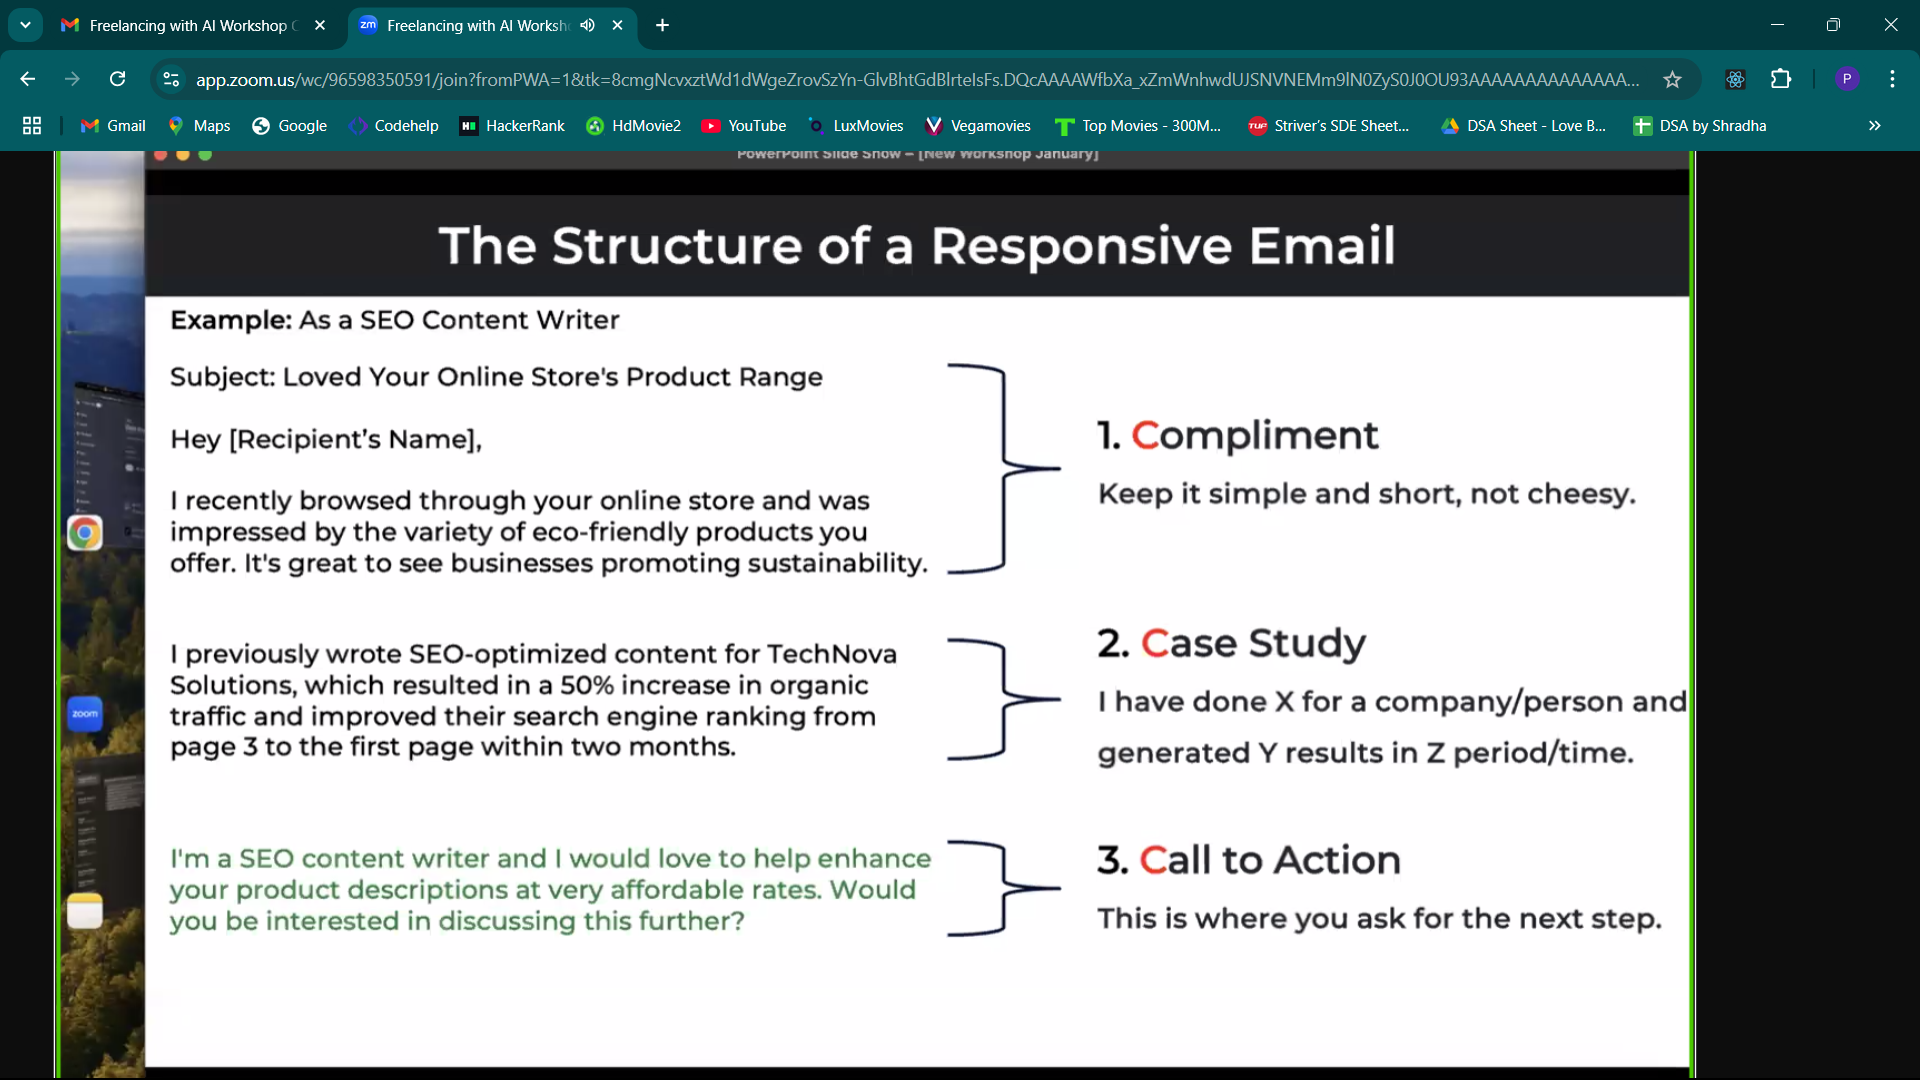 Freelancing with AI Workshop
Freelancing with AI Worksh
zm
app.zoom.us/wc/96598350591/join?fromPWA=1&tk=8cmgNcvxztWd1dWgeZrovSzYn-GlvBhtGdBlrteIsFs.DQcAAAAWfbXa_xZmWnhwdUJSNVNEMm9lN0ZyS0J0OU93AAAAAAAAAAAAAA...
P
Gmail
Maps
Google
Codehelp
HackerRank
HdMovie2
YouTube
LuxMovies
Vegamovies
Top Movies - 300M...
Striver's SDE Sheet...
DSA Sheet - Love B...
DSA by Shradha
PowerPoint Slide Show – [New Workshop January]
The Structure of a Responsive Email
Example: As a SEO Content Writer
Subject: Loved Your Online Store's Product Range
Hey [Recipient’s Name],
I recently browsed through your online store and was
impressed by the variety of eco-friendly products you
offer. It's great to see businesses promoting sustainability.
1. Compliment
Keep it simple and short, not cheesy.
I previously wrote SEO-optimized content for TechNova
Solutions, which resulted in a 50% increase in organic
traffic and improved their search engine ranking from
page 3 to the first page within two months.
2. Case Study
I have done X for a company/person and
generated Y results in Z period/time.
I'm a SEO content writer and I would love to help enhance
your product descriptions at very affordable rates. Would
you be interested in discussing this further?
3. Call to Action
This is where you ask for the next step.
zoom